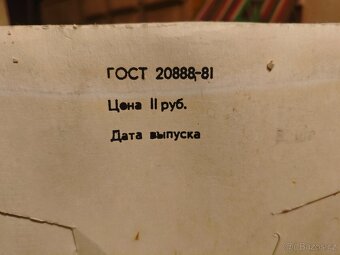 ГОСТ 20888-81
Цена 11 руб.
Дата выпуска